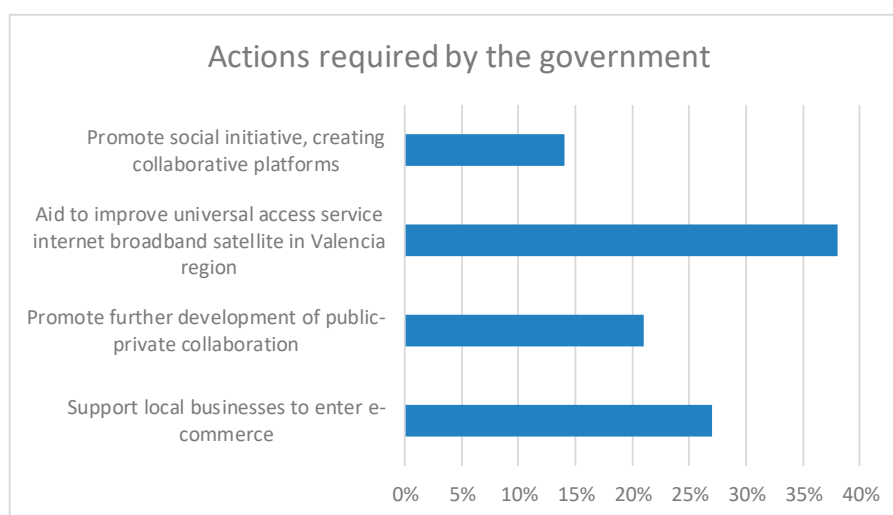 Actions required by the government
Promote social initiative, creating
collaborative platforms
Aid to improve universal access service
internet broadband satellite in Valencia
region
Promote further development of public-
private collaboration
Support local businesses to enter e-
commerce
0% 5% 10% 15% 20% 25% 30% 35% 40%